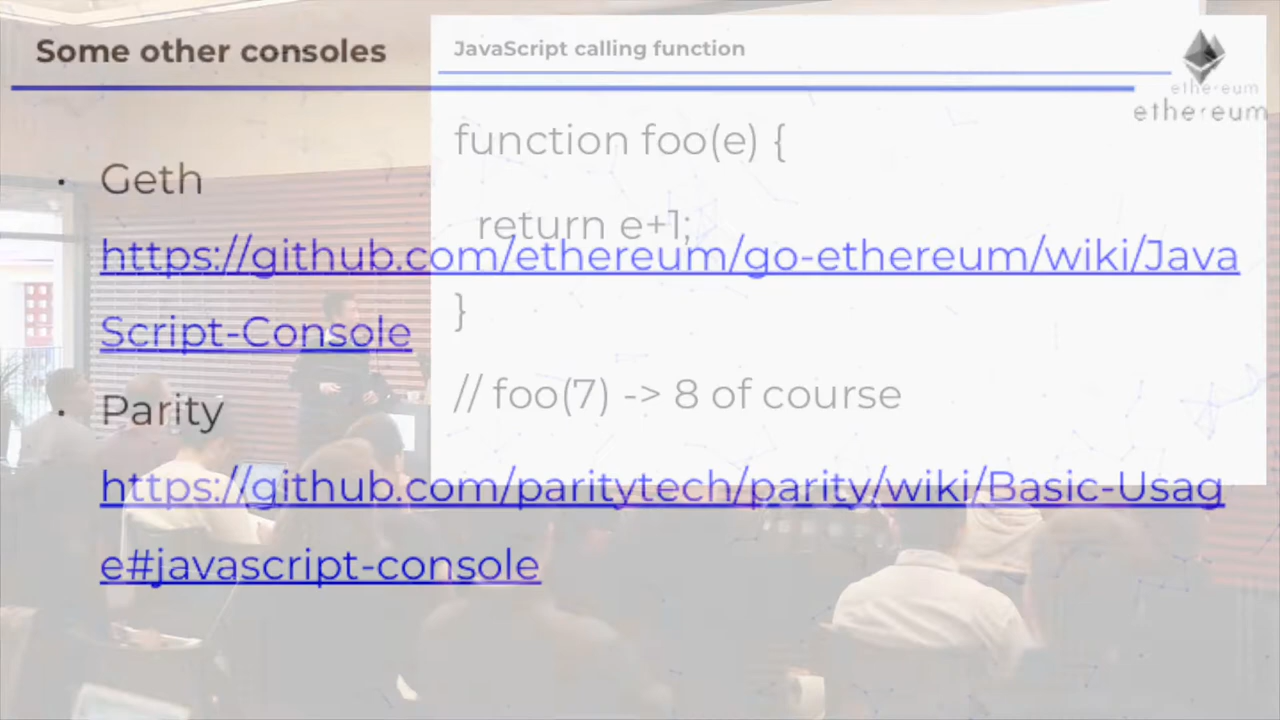 Some other consoles
JavaScript calling function
ethereum
ethereum
function foo(e) {
• Geth
return e+1;
https://github.com/ethereum/go-ethereum/wiki/Java
}
Script-Console
// foo(7) -> 8 of course
• Parity
https://github.com/paritytech/parity/wiki/Basic-Usag
e#javascript-console